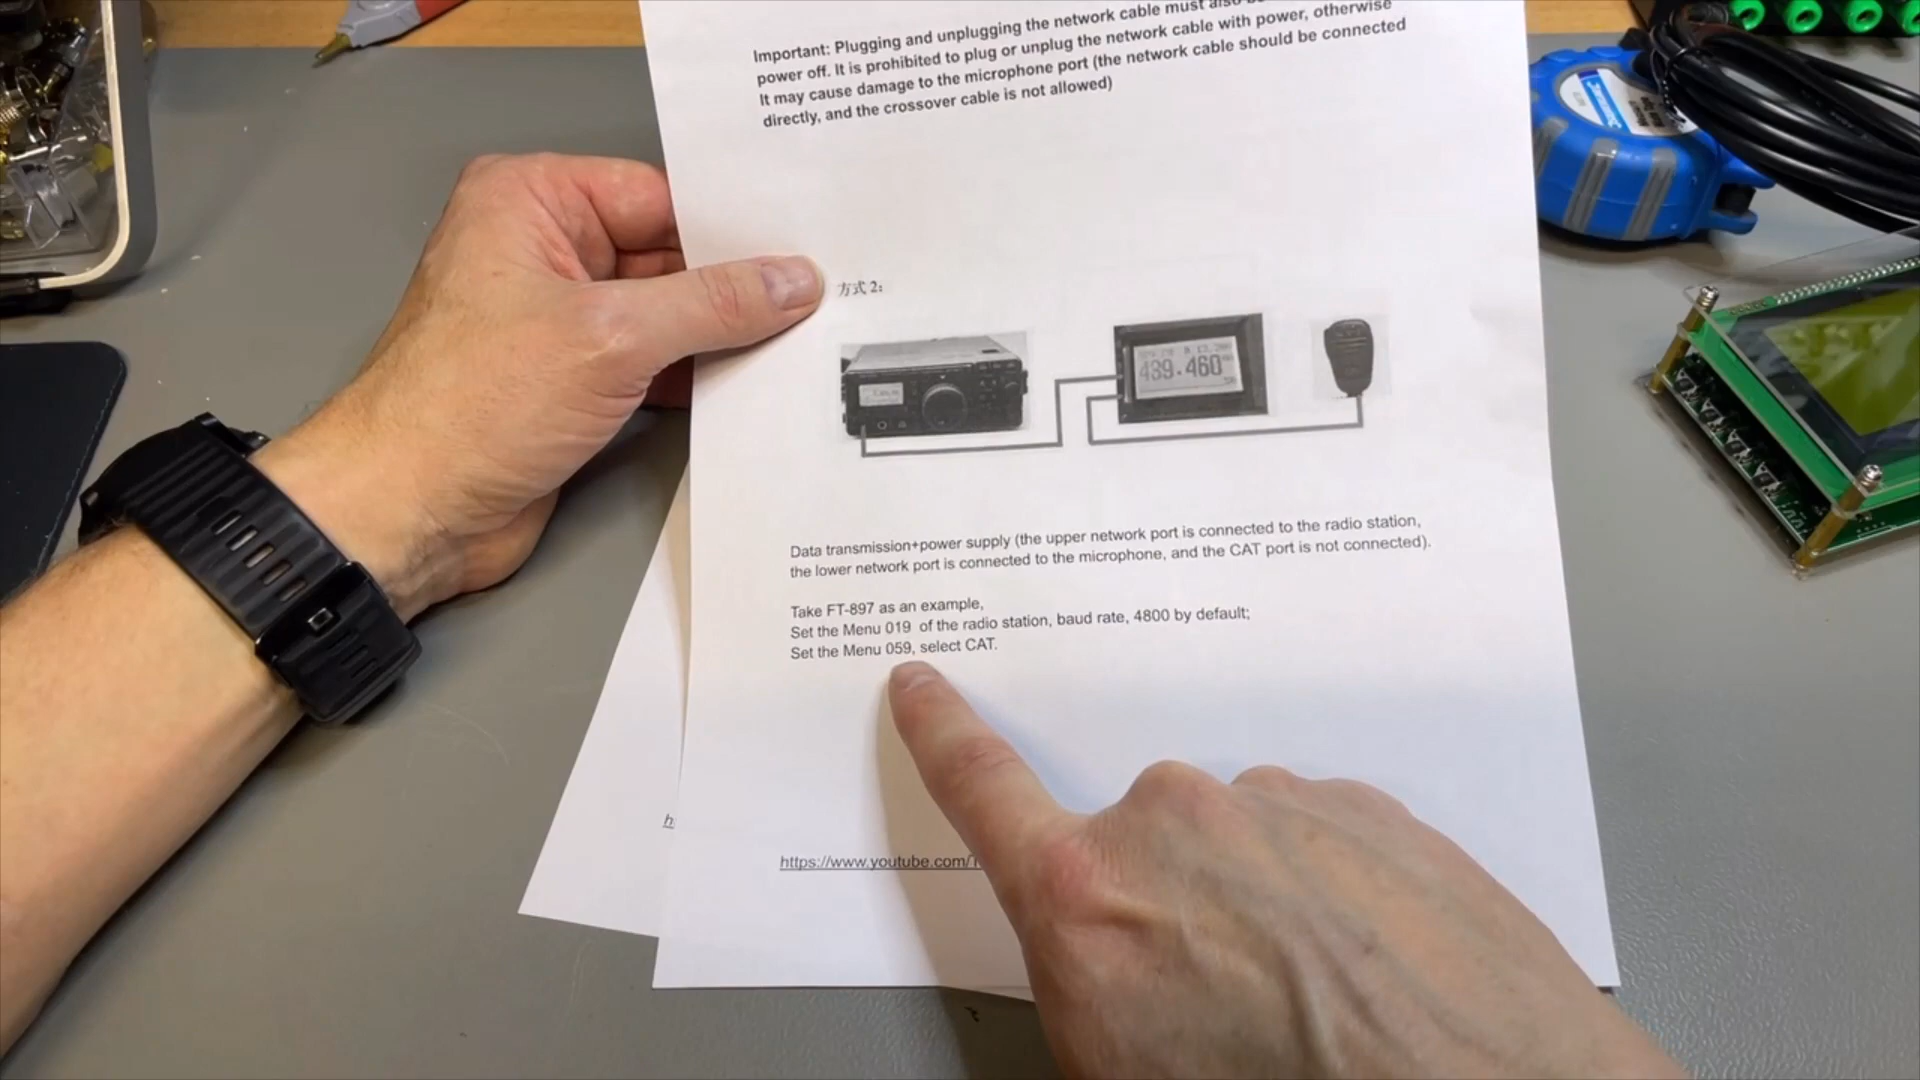 Important: Plugging and unplugging the network cable must also
power off. It is prohibited to plug or unplug the network cable with power, otherwise
It may cause damage to the microphone port (the network cable should be connected
directly, and the crossover cable is not allowed)
方式 2:
439.460
Data transmission+power supply (the upper network port is connected to the radio station,
the lower network port is connected to the microphone, and the CAT port is not connected).
Take FT-897 as an example,
Set the Menu 019 of the radio station, baud rate, 4800 by default;
Set the Menu 059, select CAT.
https://www.youtube.com/